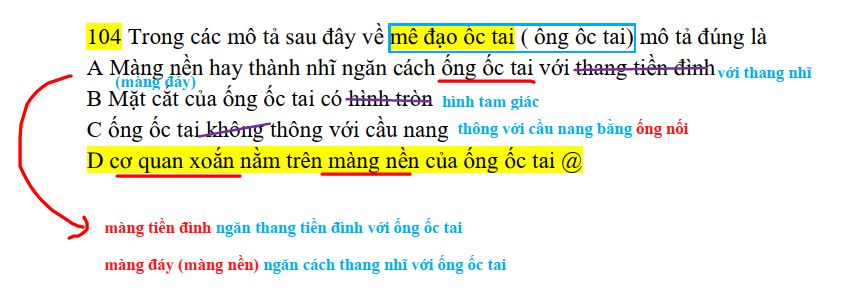 104 Trong các mô tả sau đây về mê đạo ốc tai ( ống ốc tai) mô tả đúng là
A Màng nền hay thành nhĩ ngăn cách ống ốc tai với thang tiền đình với thang nhĩ
(màng đáy)
B Mặt cắt của ống ốc tai có hình tròn hình tam giác
C ống ốc tai không thông với cầu nang thông với cầu nang bằng ống nối
D cơ quan xoắn nằm trên màng nền của ống ốc tai @
màng tiền đình ngăn thang tiền đình với ống ốc tai
màng đáy (màng nền) ngăn cách thang nhĩ với ống ốc tai